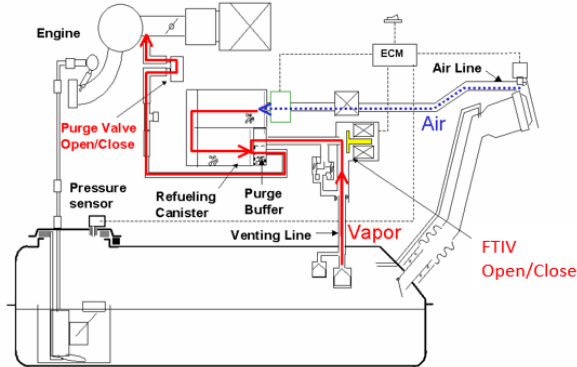 Engine
ECM
Air Line
Air
Purge Valve
Open/Close
Pressure
sensor
Refueling
Canister
Purge
Buffer
Venting Line
Vapor
FTIV
Open/Close